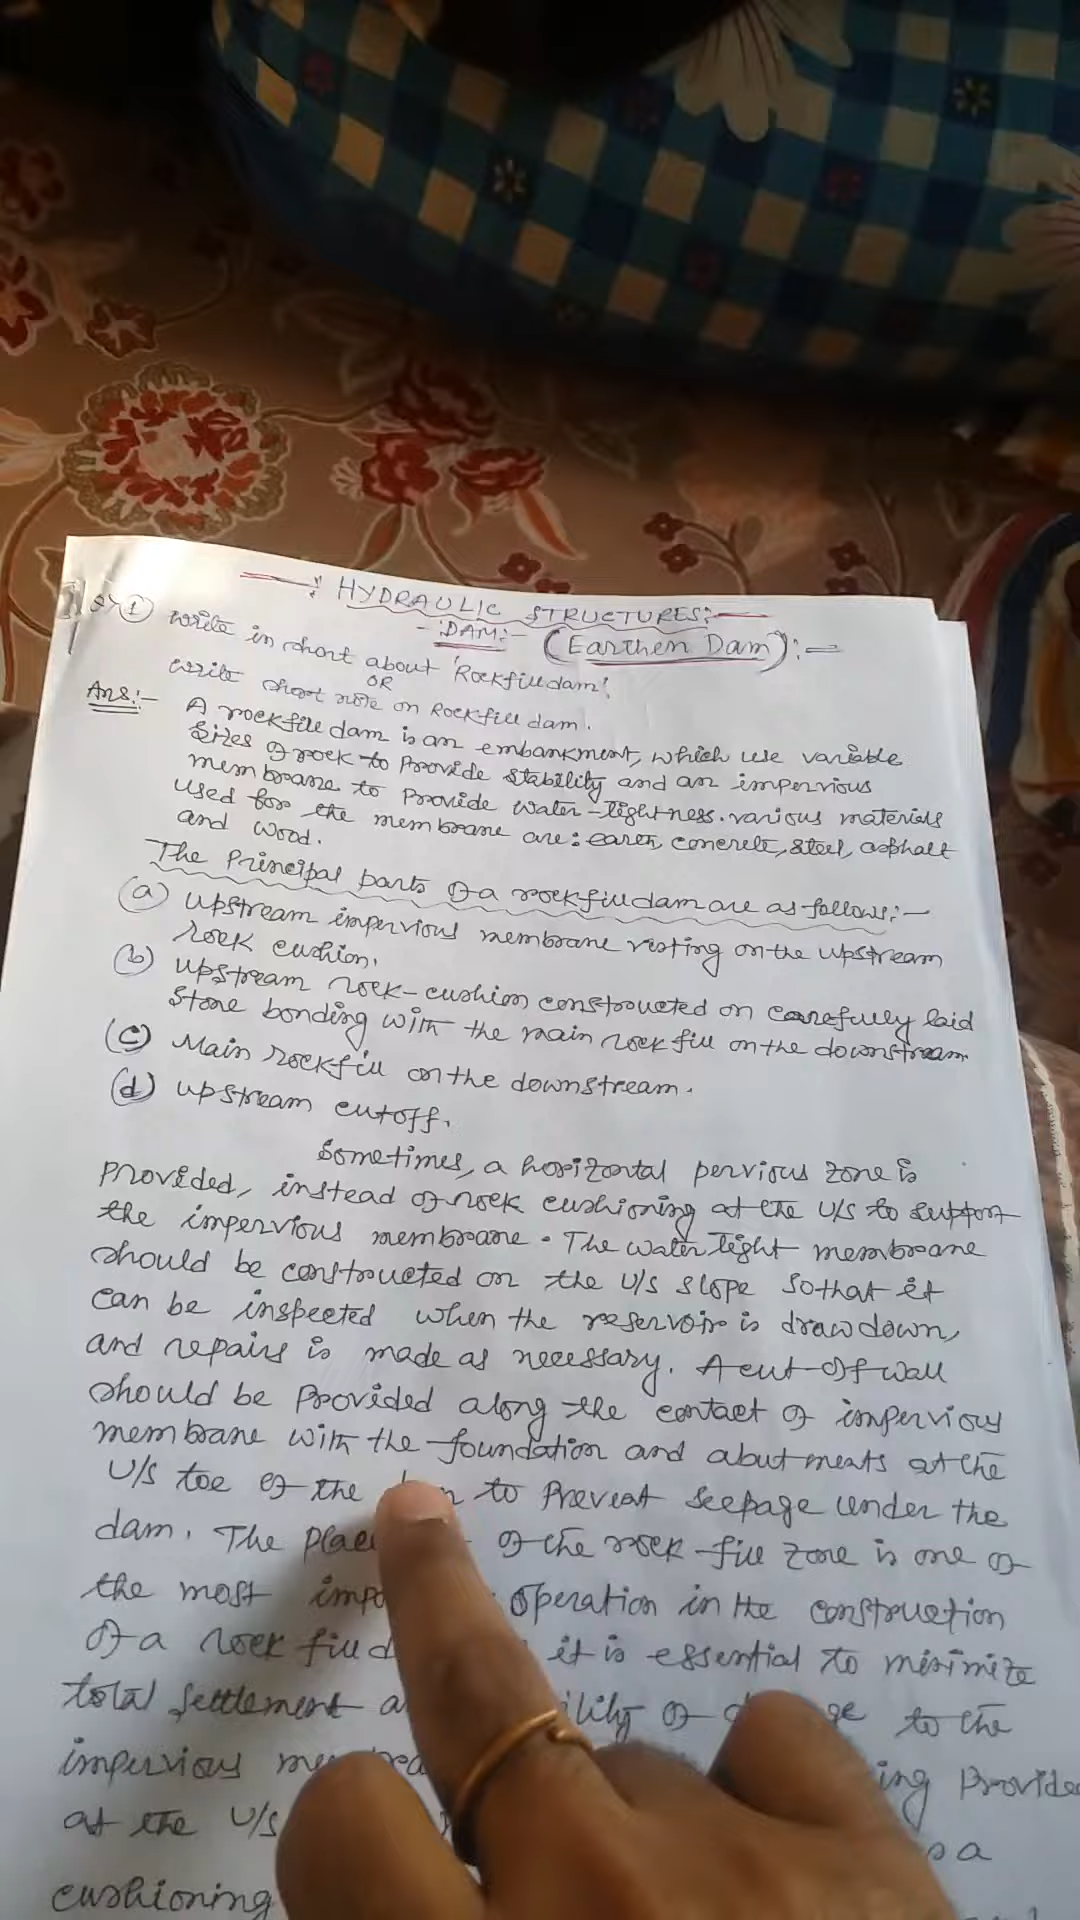 HYDRAULIC STRUCTURES:-
- DAM:- (Earthen Dam):-
Q➀ Write in short about 'Rockfilldam'.
OR
Write short note on Rockfill dam.
Ans:- A rockfill dam is an embankment, which use variable
sizes of rock to Provide stability and an impervious
membrane to Provide water-tightness. various materials
used for the membrane are: earth, concrete, steel, asphalt
and wood.
The Principal parts of a rockfill dam are as follows:-
(a) upstream impervious membrane resting on the upstream
rock cushion.
(b) upstream rock-cushion constructed on carefully laid
stone bonding with the main rock fill on the downstream
(c) Main rockfill on the downstream.
(d) upstream cutoff.
Sometimes, a horizontal pervious zone is
Provided, instead of rock cushioning at the U/S to support
the impervious membrane. The water tight membrane
should be constructed on the U/S slope so that it
can be inspected when the reservoir is drawdown,
and repairs is made as necessary. A cut-off wall
should be Provided along the contact of impervious
membrane with the foundation and abutments at the
U/S toe of the to Prevent seepage under the
dam. The of the rock-fill zone is one of
the most operation in the construction
of a rock fill it is essential to minimize
total settlement of to the
impervious Provided
at the U/S a
cushioning